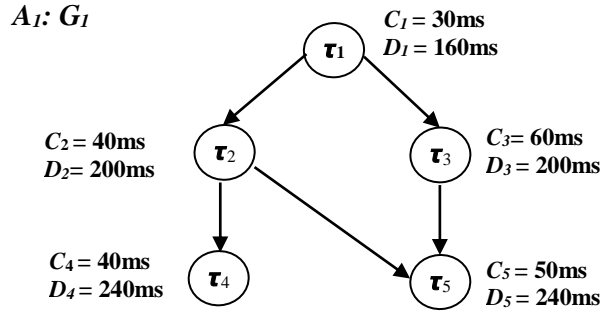 A1: G1
C1 = 30ms
D1 = 160ms
τ1
C2 = 40ms
D2= 200ms
τ2
τ3
C3= 60ms
D3 = 200ms
C4 = 40ms
D4 = 240ms
τ4
τ5
C5 = 50ms
D5 = 240ms